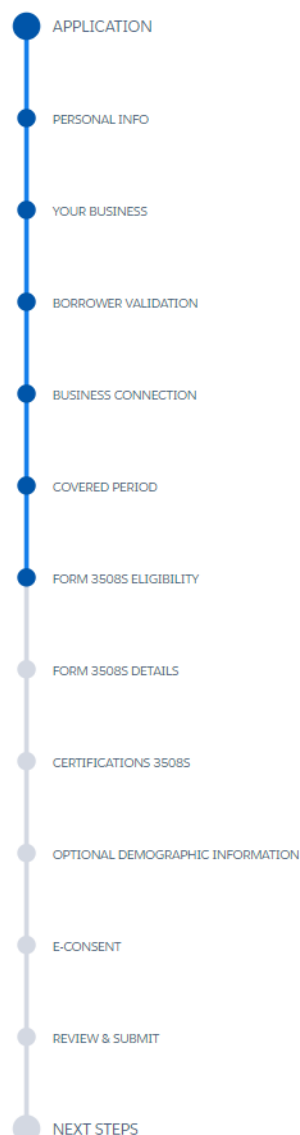 APPLICATION
PERSONAL INFO
YOUR BUSINESS
BORROWER VALIDATION
BUSINESS CONNECTION
COVERED PERIOD
FORM 3508S ELIGIBILITY
FORM 3508S DETAILS
CERTIFICATIONS 3508S
OPTIONAL DEMOGRAPHIC INFORMATION
E-CONSENT
REVIEW & SUBMIT
NEXT STEPS